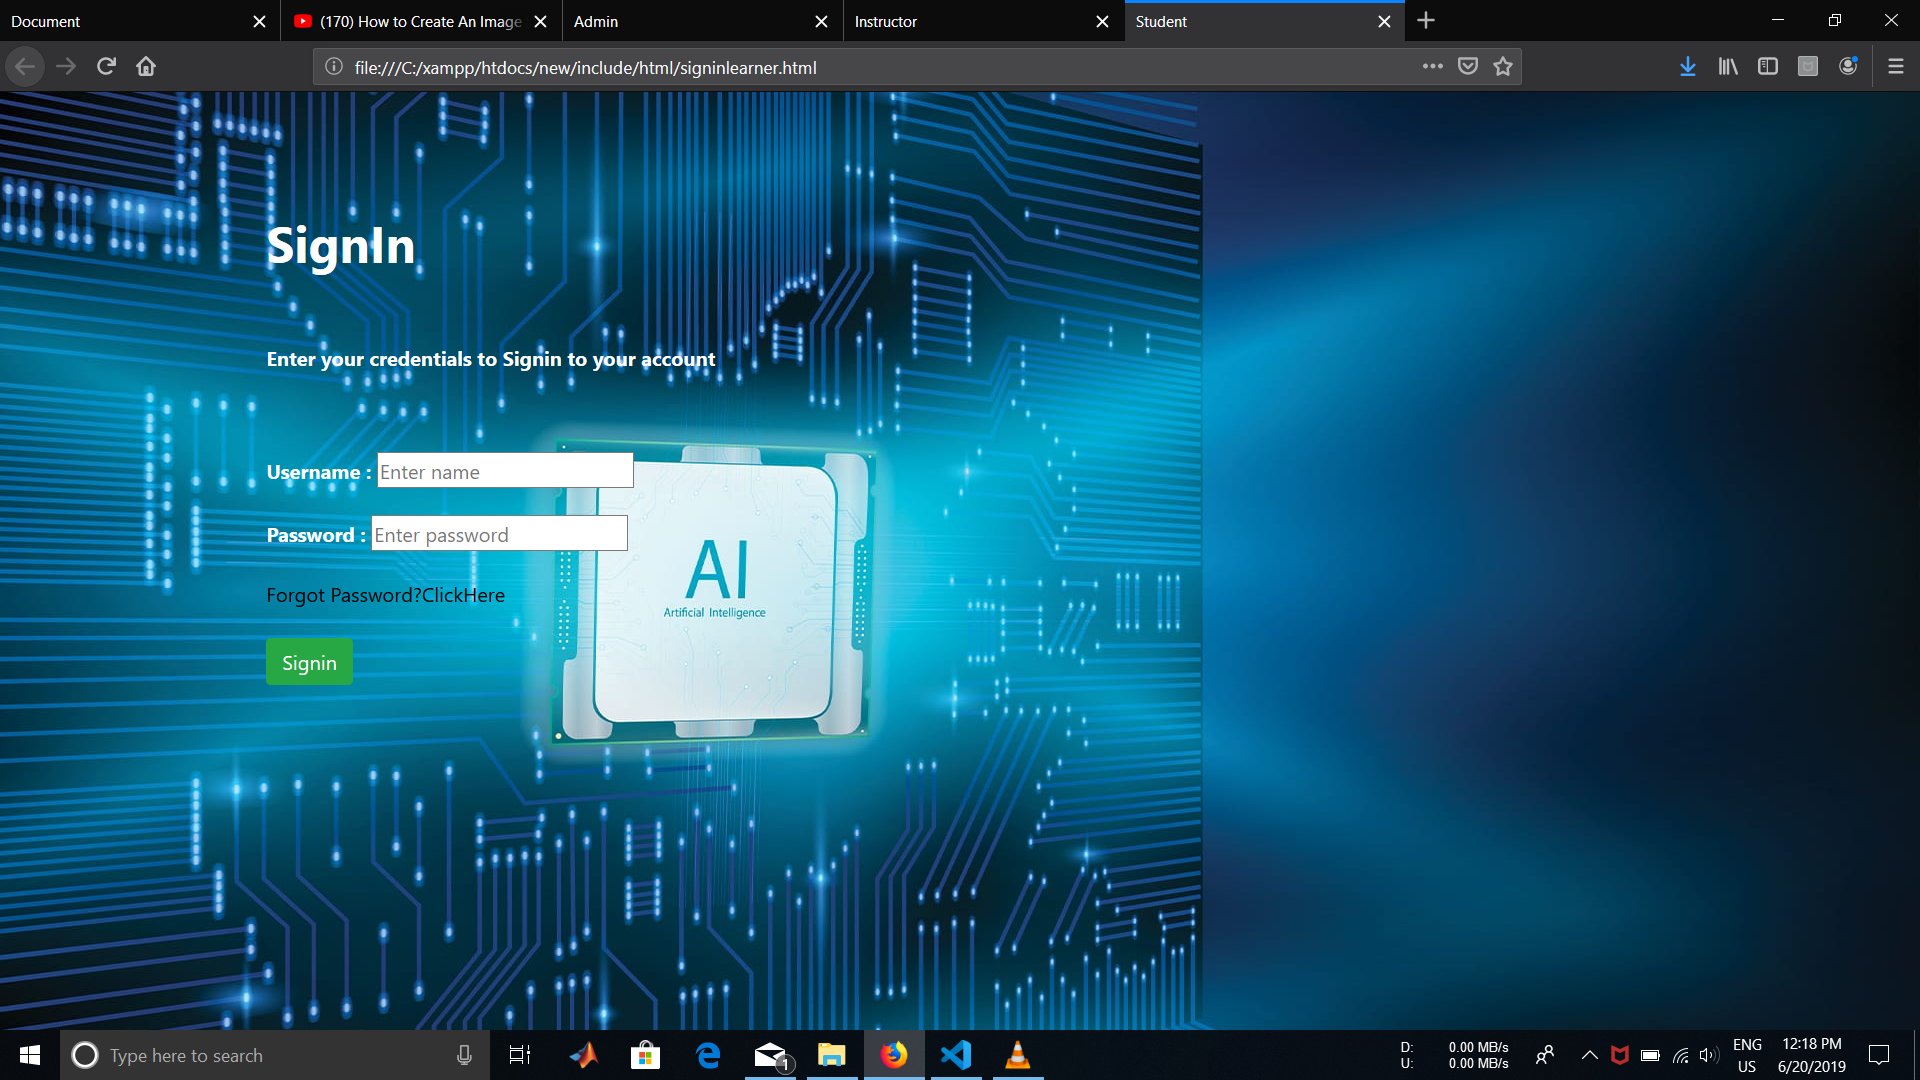 Document
(170) How to Create An Image
Admin
Instructor
Student
file:///C:/xampp/htdocs/new/include/html/signinlearner.html
SignIn
Enter your credentials to Signin to your account
Username : Enter name
Password : Enter password
Forgot Password?ClickHere
Signin
AI
Artificial Intelligence
Type here to search
1
D: 0.00 MB/s
U: 0.00 MB/s
ENG
US
12:18 PM
6/20/2019